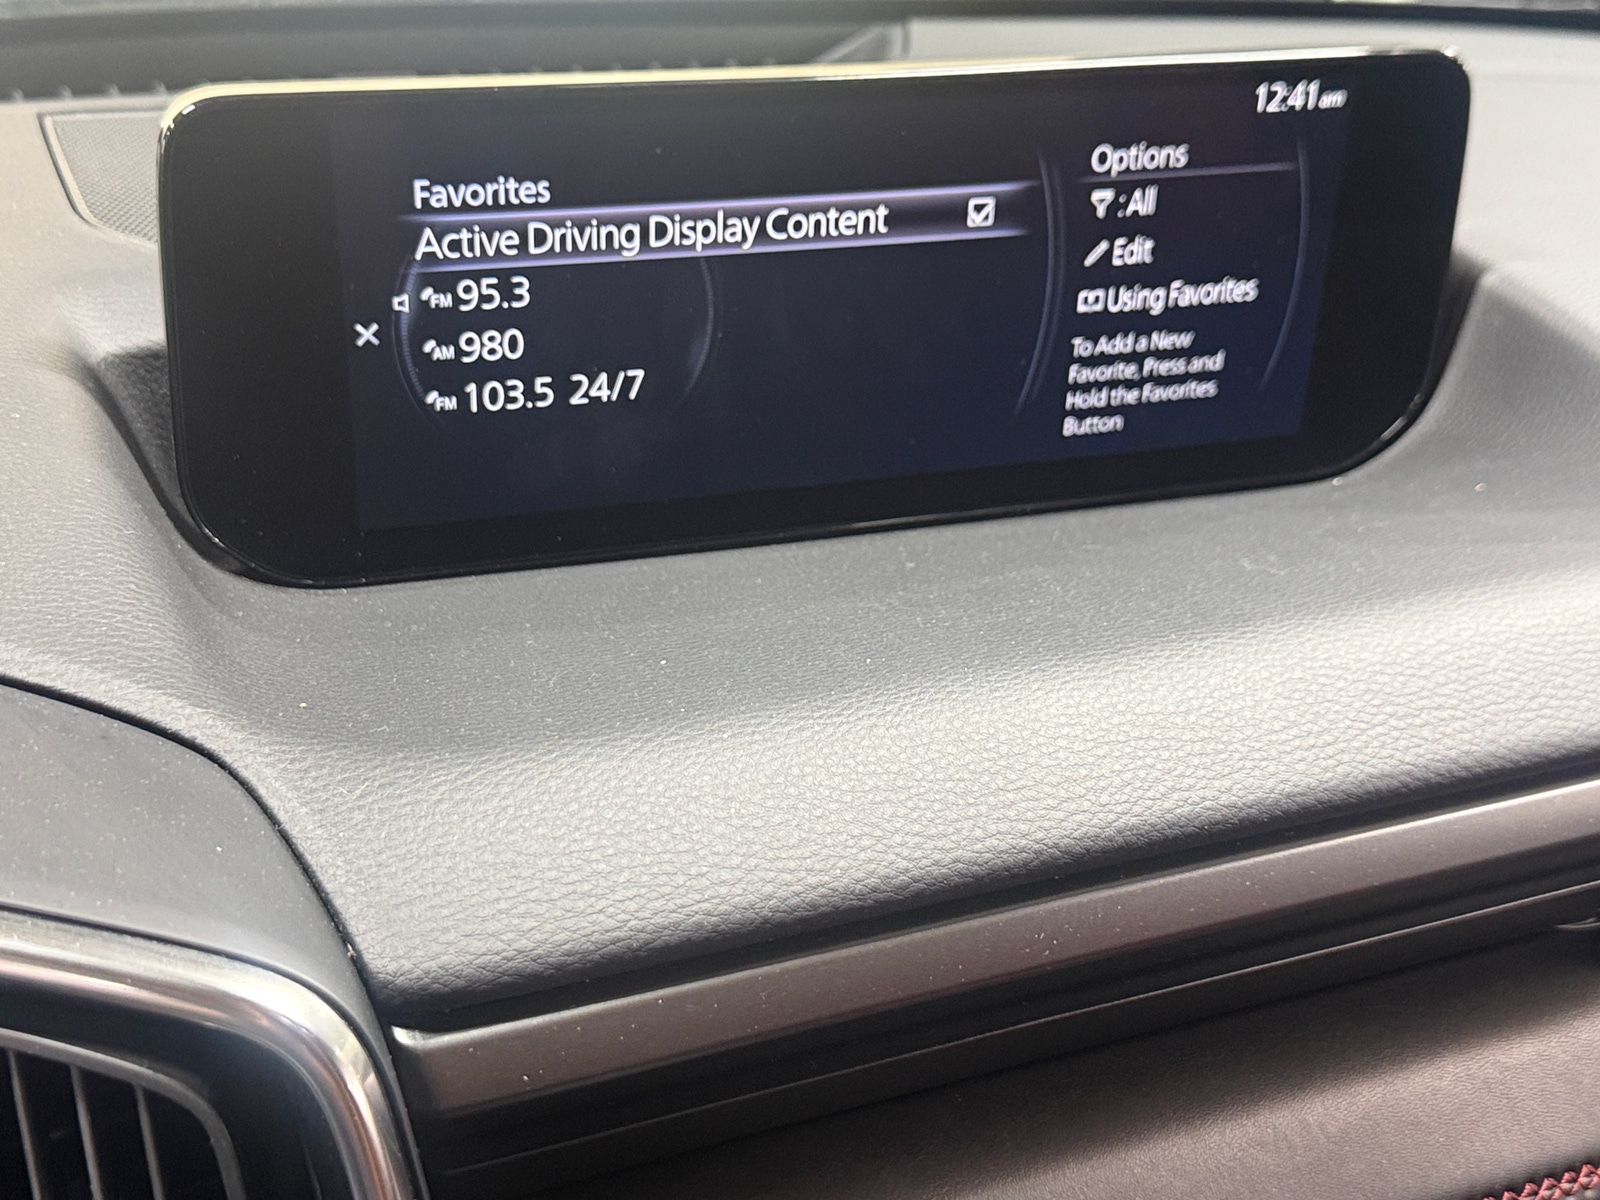 12:41am
Favorites
Active Driving Display Content
FM 95.3
AM 980
FM 103.5 24/7
Options
:All
Edit
Using Favorites
To Add a New
Favorite, Press and
Hold the Favorites
Button